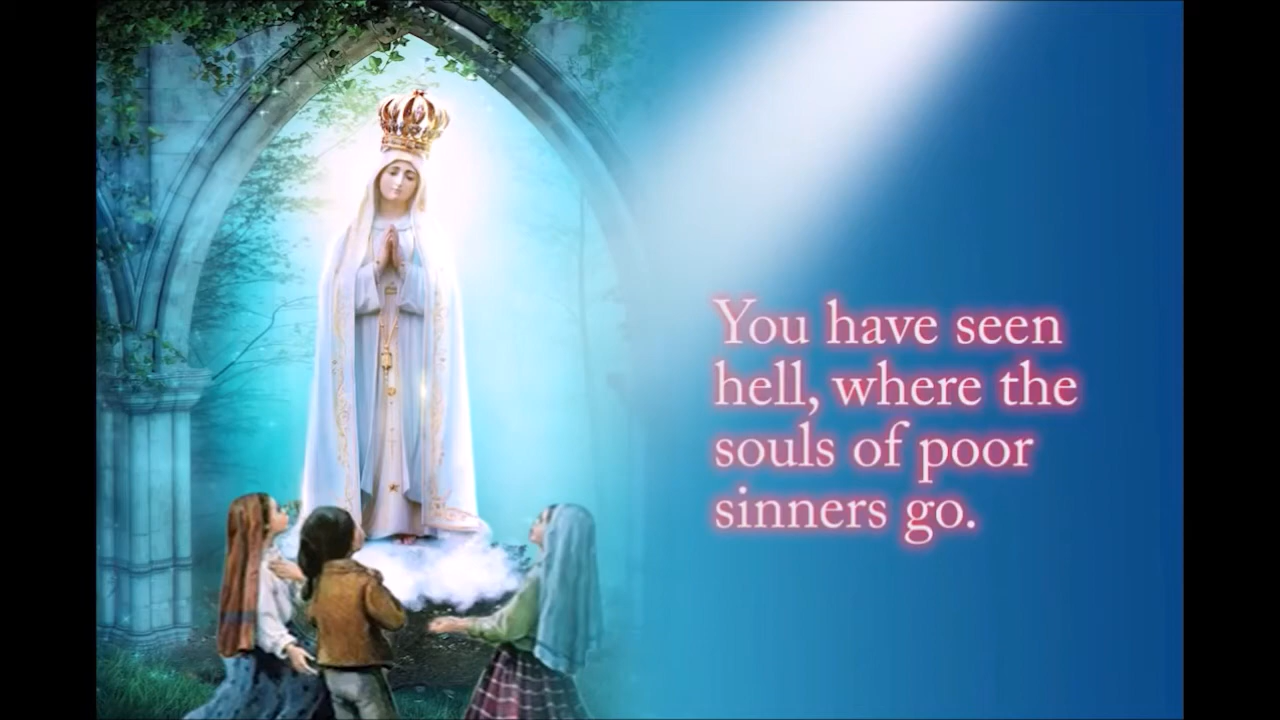 You have seen
hell, where the
souls of poor
sinners go.